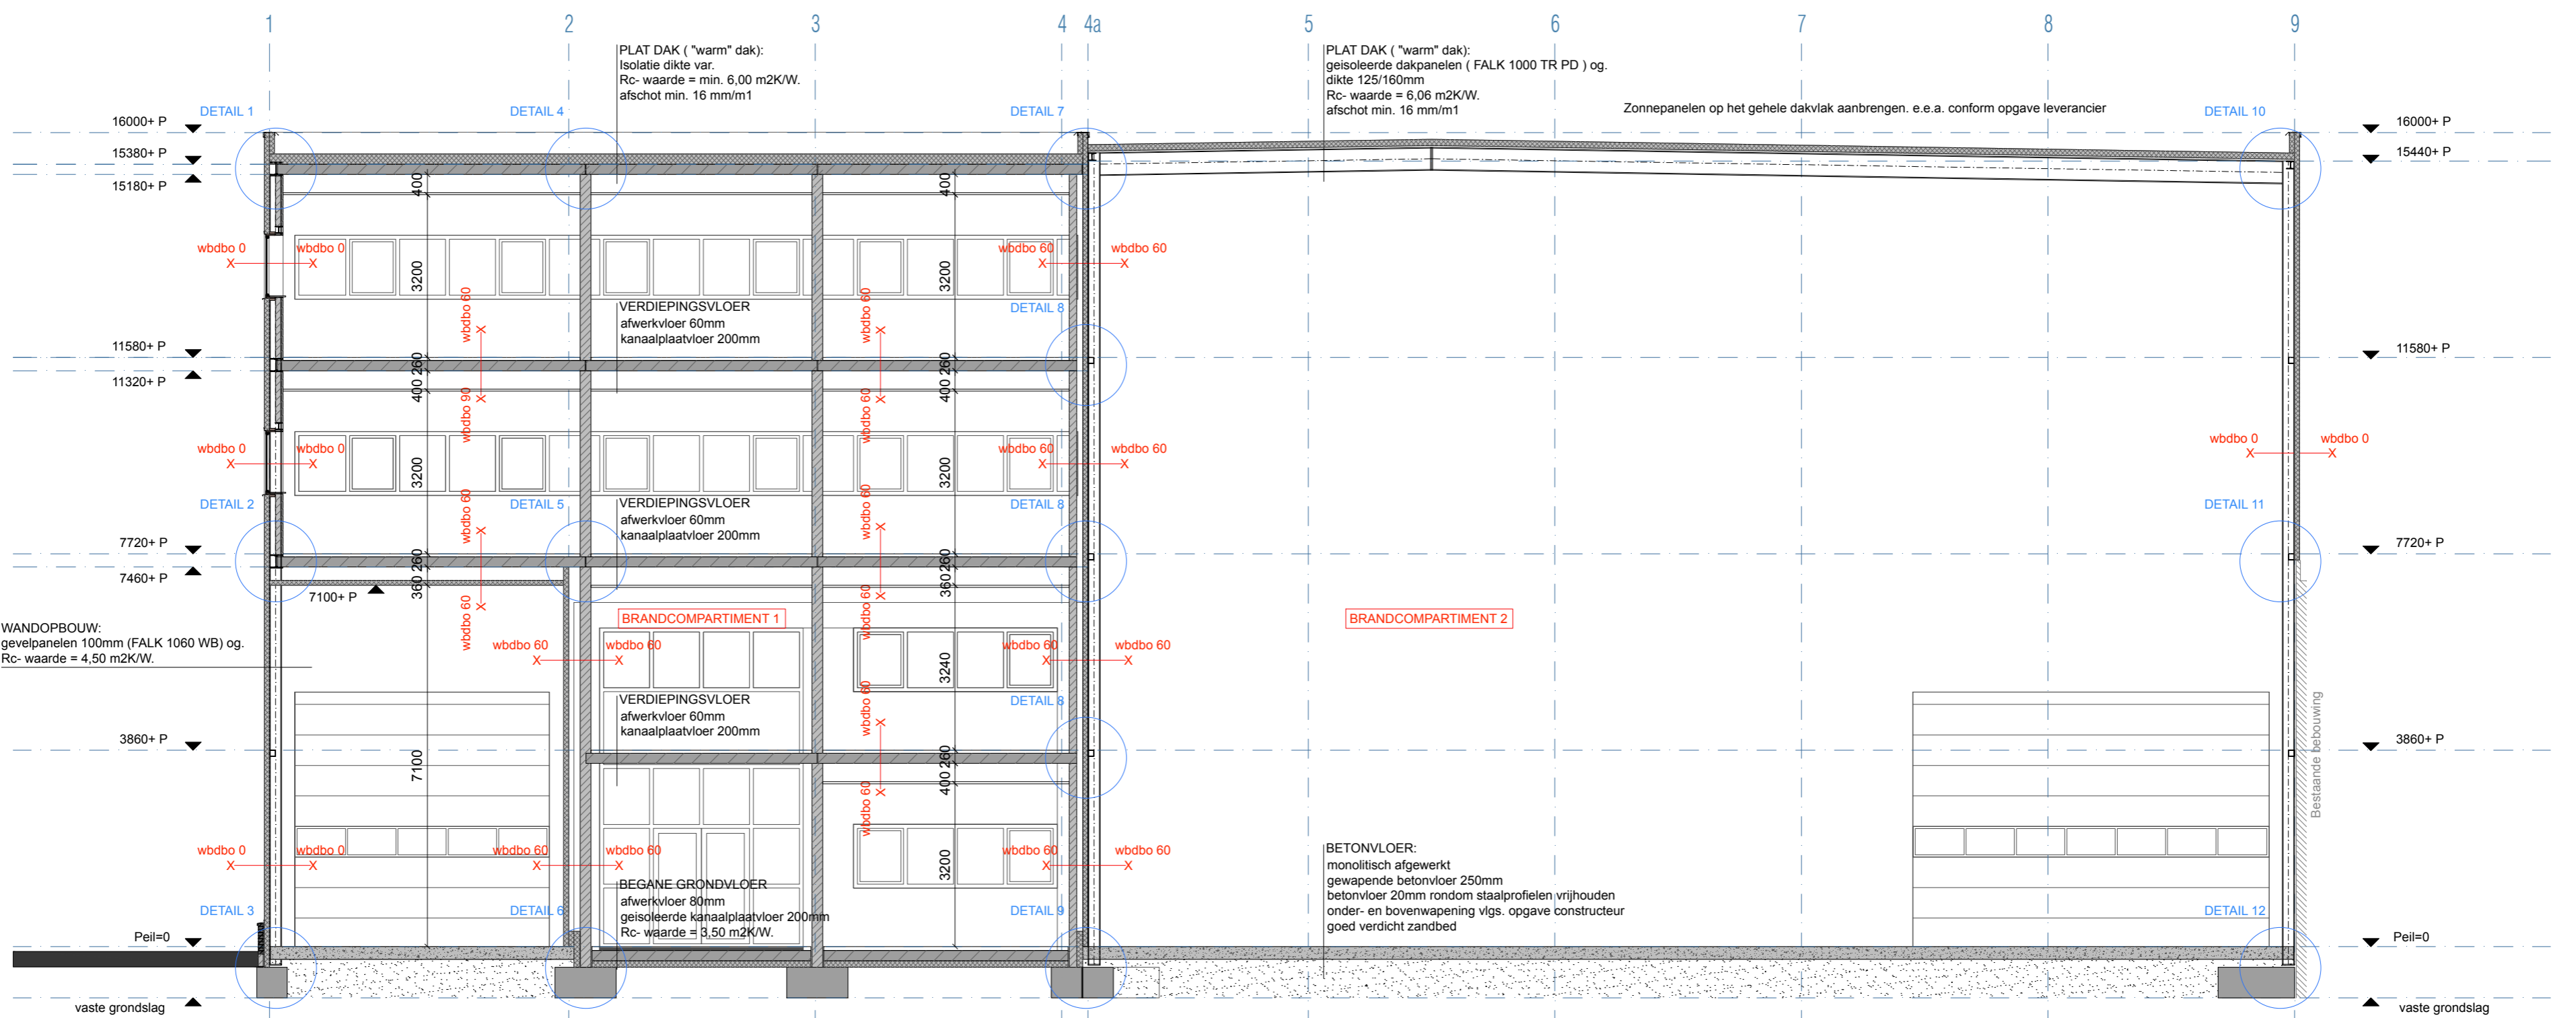 1 2 3 4 4a 5 6 7 8 9
PLAT DAK ( "warm" dak):
Isolatie dikte var.
Rc- waarde = min. 6,00 m2K/W.
afschot min. 16 mm/m1
PLAT DAK ( "warm" dak):
geisoleerde dakpanelen ( FALK 1000 TR PD ) og.
dikte 125/160mm
Rc- waarde = 6,06 m2K/W.
afschot min. 16 mm/m1
Zonnepanelen op het gehele dakvlak aanbrengen. e.e.a. conform opgave leverancier
DETAIL 1
DETAIL 4
DETAIL 7
DETAIL 10
16000+ P
15380+ P
15180+ P
16000+ P
15440+ P
400
400
wbdbo 0
wbdbo 0
wbdbo 60
wbdbo 60
3200
3200
wbdbo 60
wbdbo 60
VERDIEPINGSVLOER
afwerkvloer 60mm
kanaalplaatvloer 200mm
DETAIL 8
11580+ P
11320+ P
11580+ P
260
260
400
400
wbdbo 90
wbdbo 60
wbdbo 0
wbdbo 0
wbdbo 60
wbdbo 60
wbdbo 0
wbdbo 0
3200
3200
wbdbo 60
wbdbo 60
DETAIL 2
DETAIL 5
VERDIEPINGSVLOER
afwerkvloer 60mm
kanaalplaatvloer 200mm
DETAIL 8
DETAIL 11
7720+ P
7460+ P
7720+ P
260
260
360
360
7100+ P
wbdbo 60
wbdbo 60
WANDOPBOUW:
gevelpanelen 100mm (FALK 1060 WB) og.
Rc- waarde = 4,50 m2K/W.
BRANDCOMPARTIMENT 1
BRANDCOMPARTIMENT 2
wbdbo 60
wbdbo 60
wbdbo 60
wbdbo 60
3240
wbdbo 60
VERDIEPINGSVLOER
afwerkvloer 60mm
kanaalplaatvloer 200mm
DETAIL 8
3860+ P
3860+ P
7100
260
400
wbdbo 60
Bestaande bebouwing
wbdbo 0
wbdbo 0
wbdbo 60
wbdbo 60
wbdbo 60
wbdbo 60
3200
BEGANE GRONDVLOER
afwerkvloer 80mm
geisoleerde kanaalplaatvloer 200mm
Rc- waarde = 3,50 m2K/W.
BETONVLOER:
monolitisch afgewerkt
gewapende betonvloer 250mm
betonvloer 20mm rondom staalprofielen vrijhouden
onder- en bovenwapening vlgs. opgave constructeur
goed verdicht zandbed
DETAIL 3
DETAIL 6
DETAIL 9
DETAIL 12
Peil=0
Peil=0
vaste grondslag
vaste grondslag